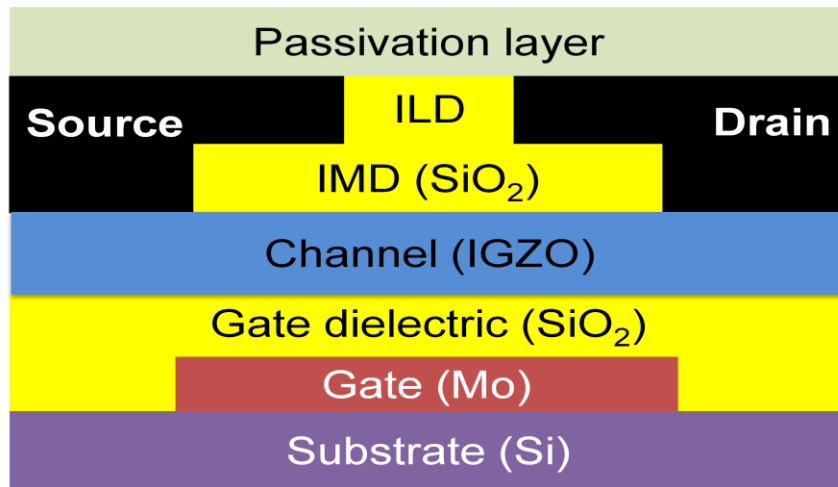 Passivation layer
Source
ILD
Drain
IMD (SiO₂)
Channel (IGZO)
Gate dielectric (SiO₂)
Gate (Mo)
Substrate (Si)